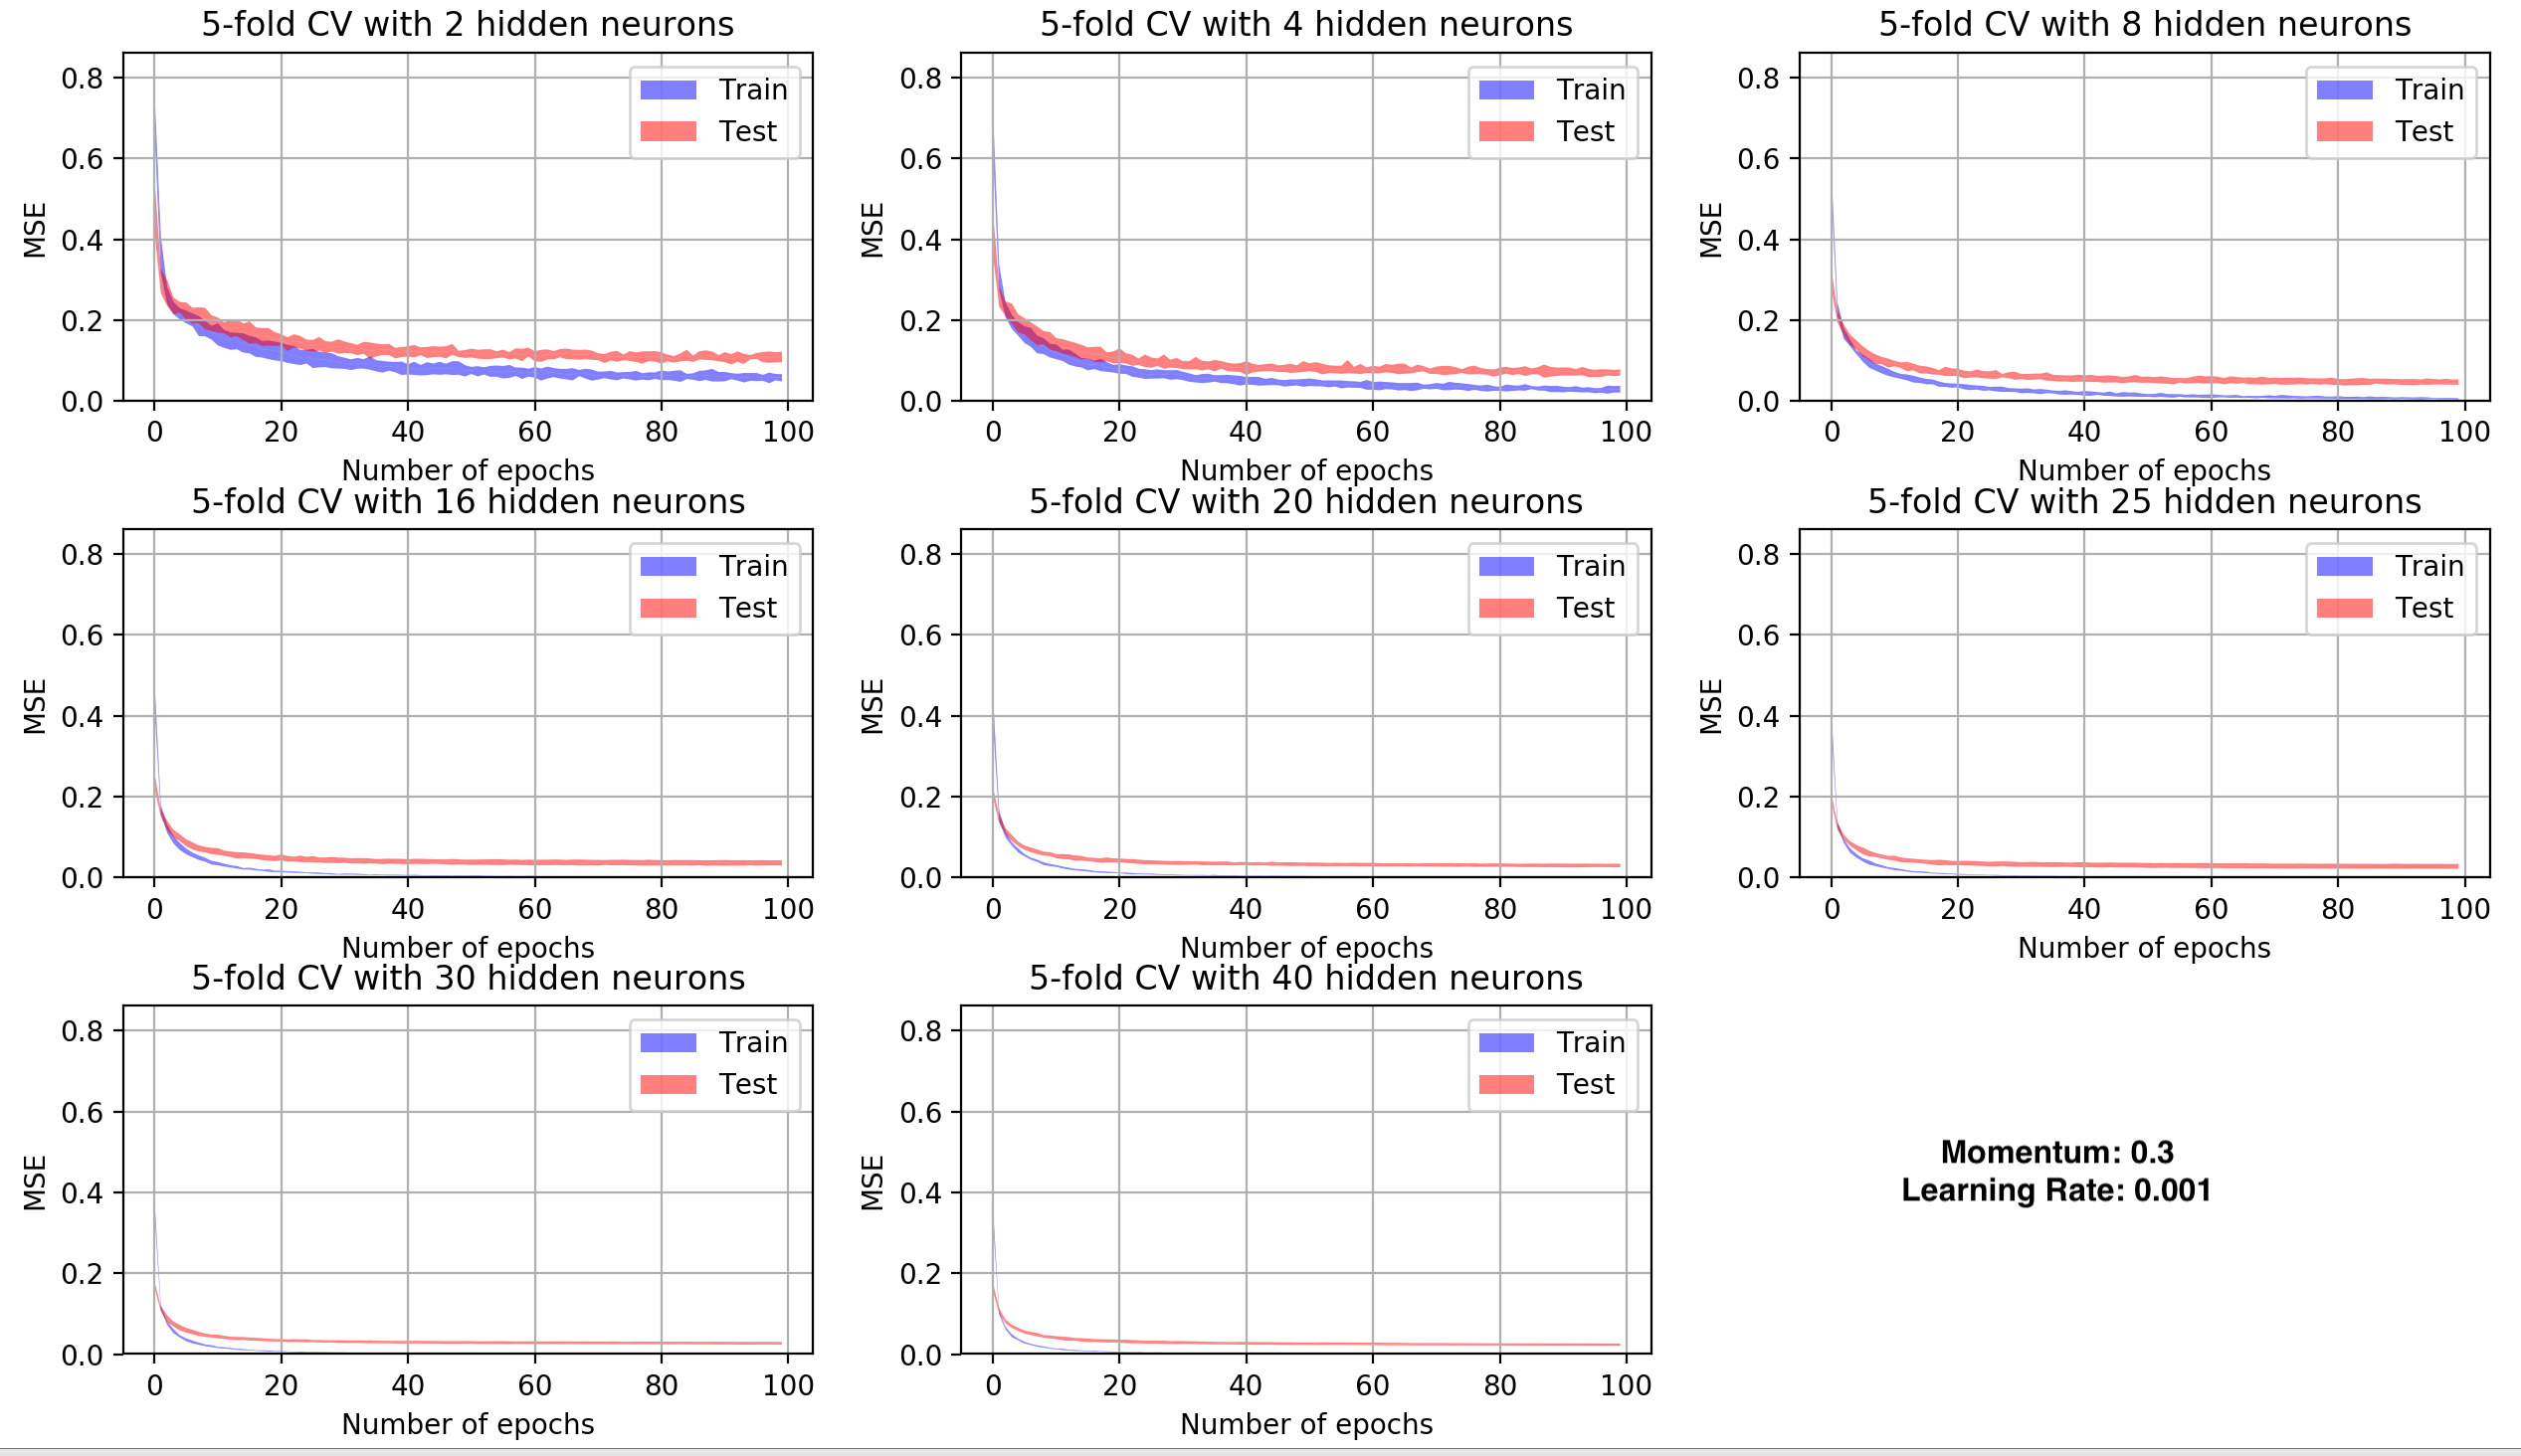 5-fold CV with 2 hidden neurons
0.8
0.6
0.4
0.2
0.0
MSE
Train
Test
0 20 40 60 80 100
Number of epochs
5-fold CV with 4 hidden neurons
0.8
0.6
0.4
0.2
0.0
MSE
Train
Test
0 20 40 60 80 100
Number of epochs
5-fold CV with 8 hidden neurons
0.8
0.6
0.4
0.2
0.0
MSE
Train
Test
0 20 40 60 80 100
Number of epochs
5-fold CV with 16 hidden neurons
0.8
0.6
0.4
0.2
0.0
MSE
Train
Test
0 20 40 60 80 100
Number of epochs
5-fold CV with 20 hidden neurons
0.8
0.6
0.4
0.2
0.0
MSE
Train
Test
0 20 40 60 80 100
Number of epochs
5-fold CV with 25 hidden neurons
0.8
0.6
0.4
0.2
0.0
MSE
Train
Test
0 20 40 60 80 100
Number of epochs
5-fold CV with 30 hidden neurons
0.8
0.6
0.4
0.2
0.0
MSE
Train
Test
0 20 40 60 80 100
Number of epochs
5-fold CV with 40 hidden neurons
0.8
0.6
0.4
0.2
0.0
MSE
Train
Test
0 20 40 60 80 100
Number of epochs
Momentum: 0.3
Learning Rate: 0.001